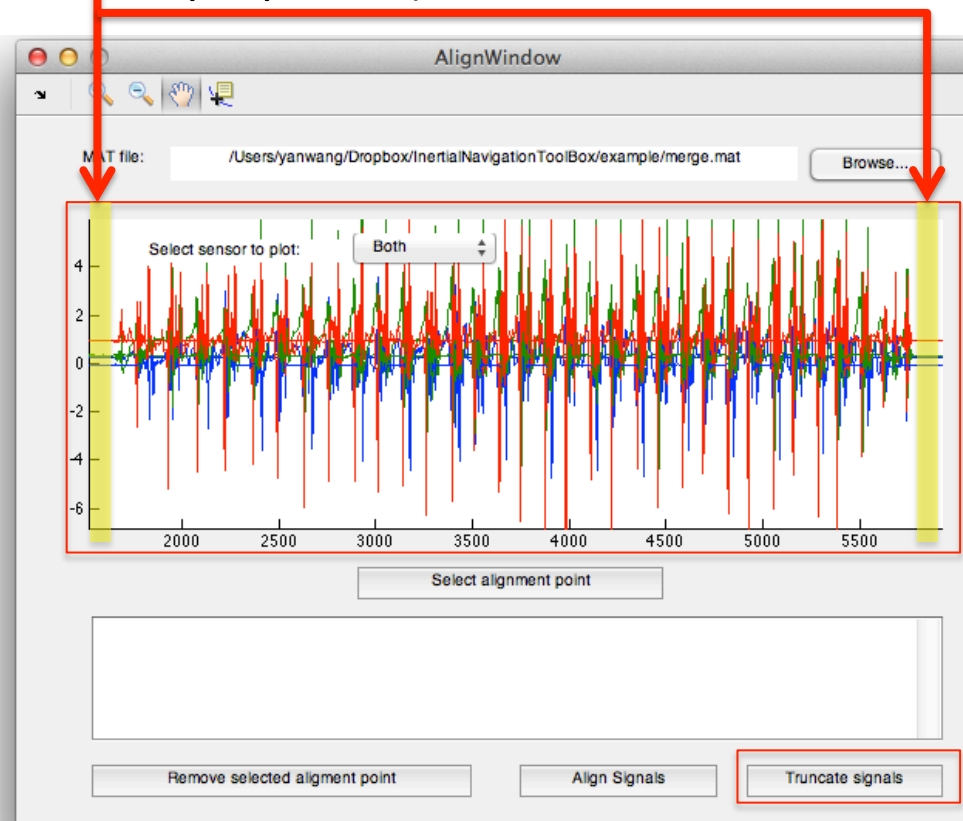 AlignWindow
MAT file: /Users/yanwang/Dropbox/InertialNavigationToolBox/example/merge.mat Browse...
Select sensor to plot: Both
4
2
0
-2
-4
-6
2000 2500 3000 3500 4000 4500 5000 5500
Select alignment point
Remove selected aligment point Align Signals Truncate signals